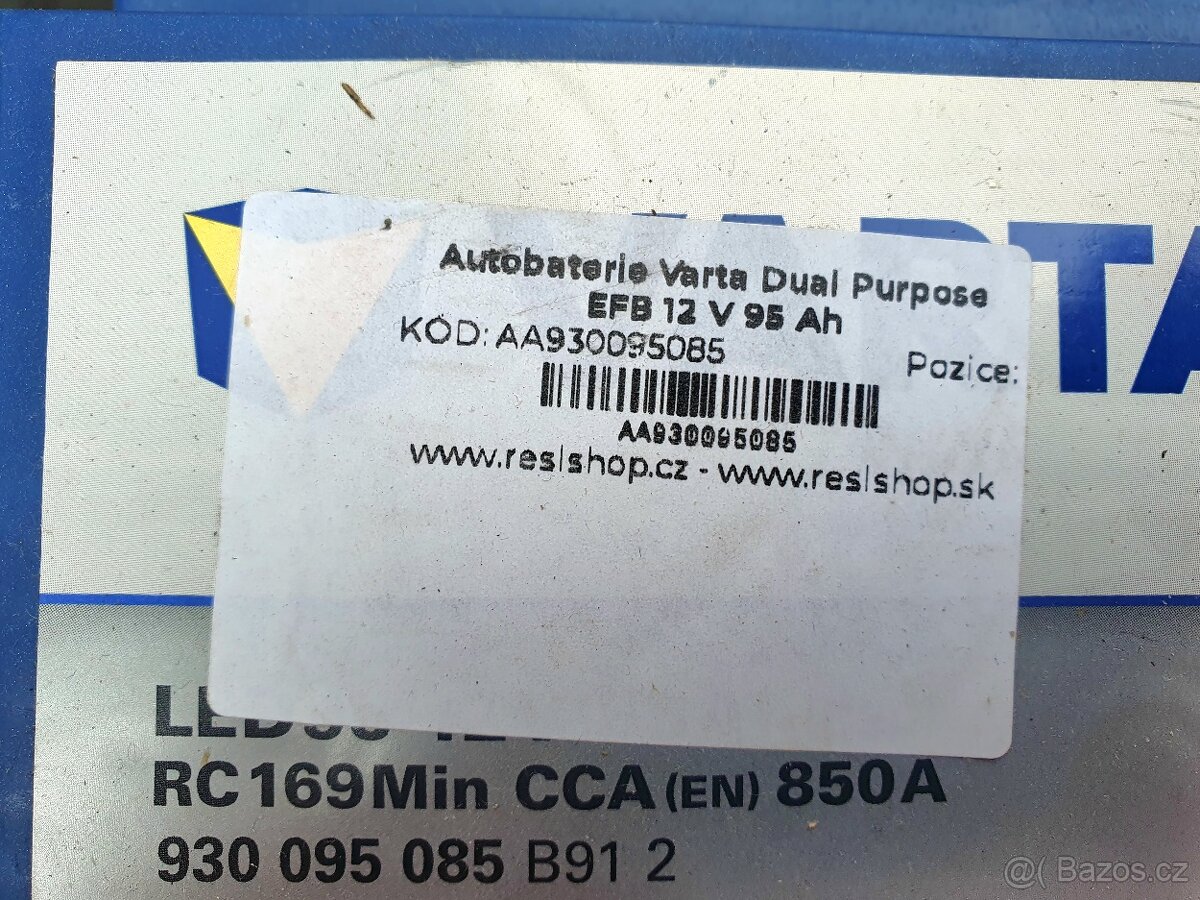 VARTA
Autobaterie Varta Dual Purpose
EFB 12 V 95 Ah
KÓD: AA930095085
Pozice:
AA930095085
www.reslshop.cz - www.reslshop.sk
RC169Min CCA (EN) 850A
930 095 085 B91 2
@( Bazos.cz